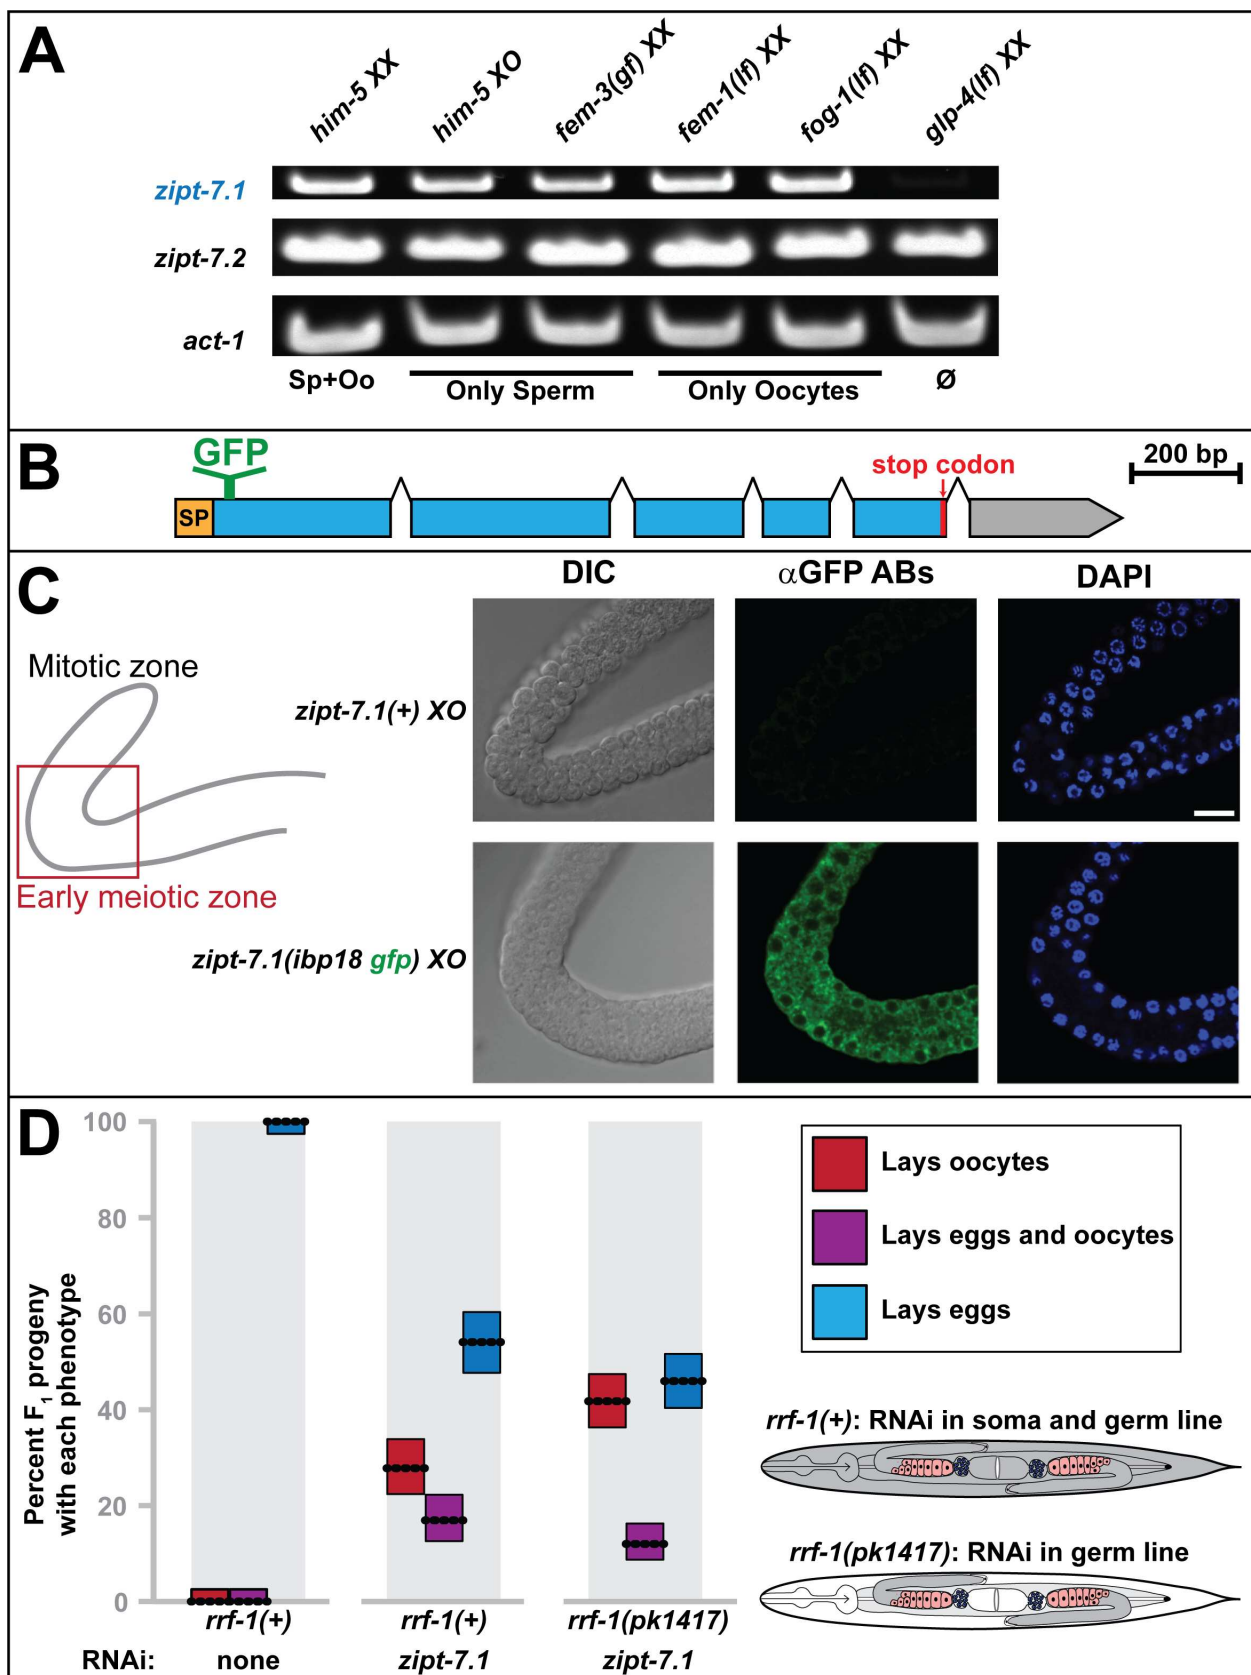 A
him-5 XX
him-5 XO
fem-3(gf) XX
fem-1(lf) XX
fog-1(lf) XX
glp-4(lf) XX
zipt-7.1
zipt-7.2
act-1
Sp+Oo
Only Sperm
Only Oocytes
Ø
B
GFP
SP
stop codon
200 bp
C
DIC
αGFP ABs
DAPI
Mitotic zone
Early meiotic zone
zipt-7.1(+) XO
zipt-7.1(ibp18 gfp) XO
D
Percent F1 progeny
with each phenotype
100
80
60
40
20
0
rrf-1(+)
rrf-1(+)
rrf-1(pk1417)
RNAi:
none
zipt-7.1
zipt-7.1
Lays oocytes
Lays eggs and oocytes
Lays eggs
rrf-1(+): RNAi in soma and germ line
rrf-1(pk1417): RNAi in germ line